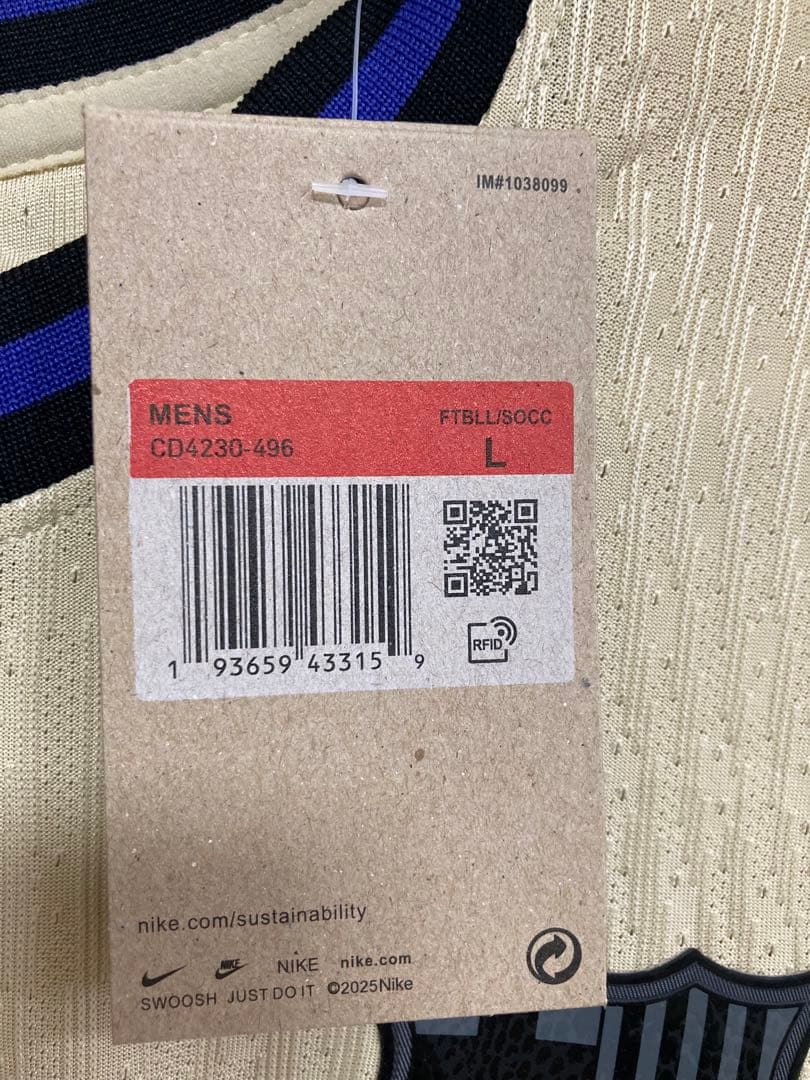 IM#1038099
MENS FTBLL/SOCC
CD4230-496 L
RFID
1 93659 43315 9
nike.com/sustainability
NIKE NIKE nike.com
SWOOSH JUST DO IT ©2025Nike